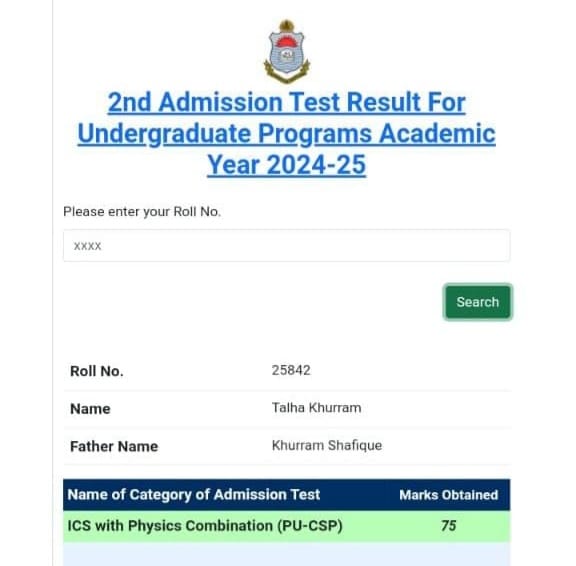 2nd Admission Test Result For
Undergraduate Programs Academic
Year 2024-25
Please enter your Roll No.
xxxx
Search
Roll No. 25842
Name Talha Khurram
Father Name Khurram Shafique
Name of Category of Admission Test Marks Obtained
ICS with Physics Combination (PU-CSP) 75